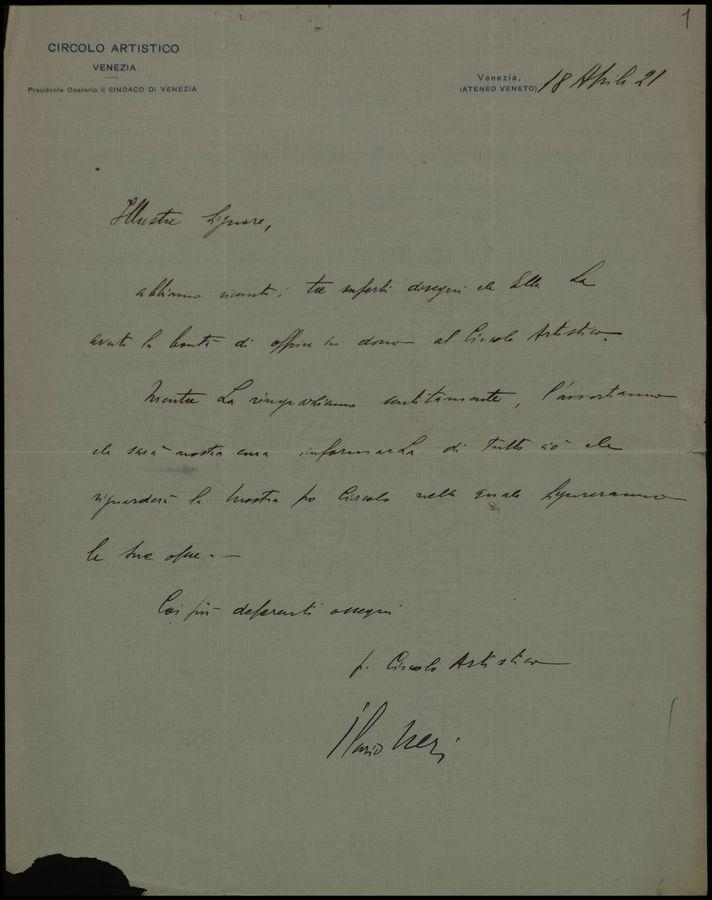 1
CIRCOLO ARTISTICO
VENEZIA
Presidente Onorario il SINDACO DI VENEZIA
Venezia, 18 Aprile 21
(ATENEO VENETO)
Illustre Signore,
abbiamo ricevuti i tre superbi disegni che Ella ha
avuto la bontà di offrire in dono al Circolo Artistico.
Mentre La ringraziamo sentitamente, l'avvertiamo
che sarà nostra cura informarLa di tutto ciò che
riguarderà la Mostra pro Circolo nella quale figureranno
le Sue opere. —
Coi più deferenti ossequi
p. Circolo Artistico